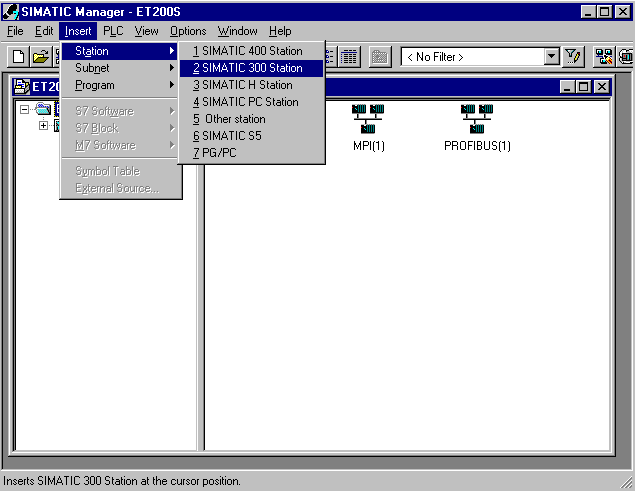 SIMATIC Manager - ET200S
File Edit Insert PLC View Options Window Help
< No Filter >
Station
Subnet
Program
S7 Software
S7 Block
M7 Software
Symbol Table
External Source...
1 SIMATIC 400 Station
2 SIMATIC 300 Station
3 SIMATIC H Station
4 SIMATIC PC Station
5 Other station
6 SIMATIC S5
7 PG/PC
ET20
MPI(1) PROFIBUS(1)
Inserts SIMATIC 300 Station at the cursor position.